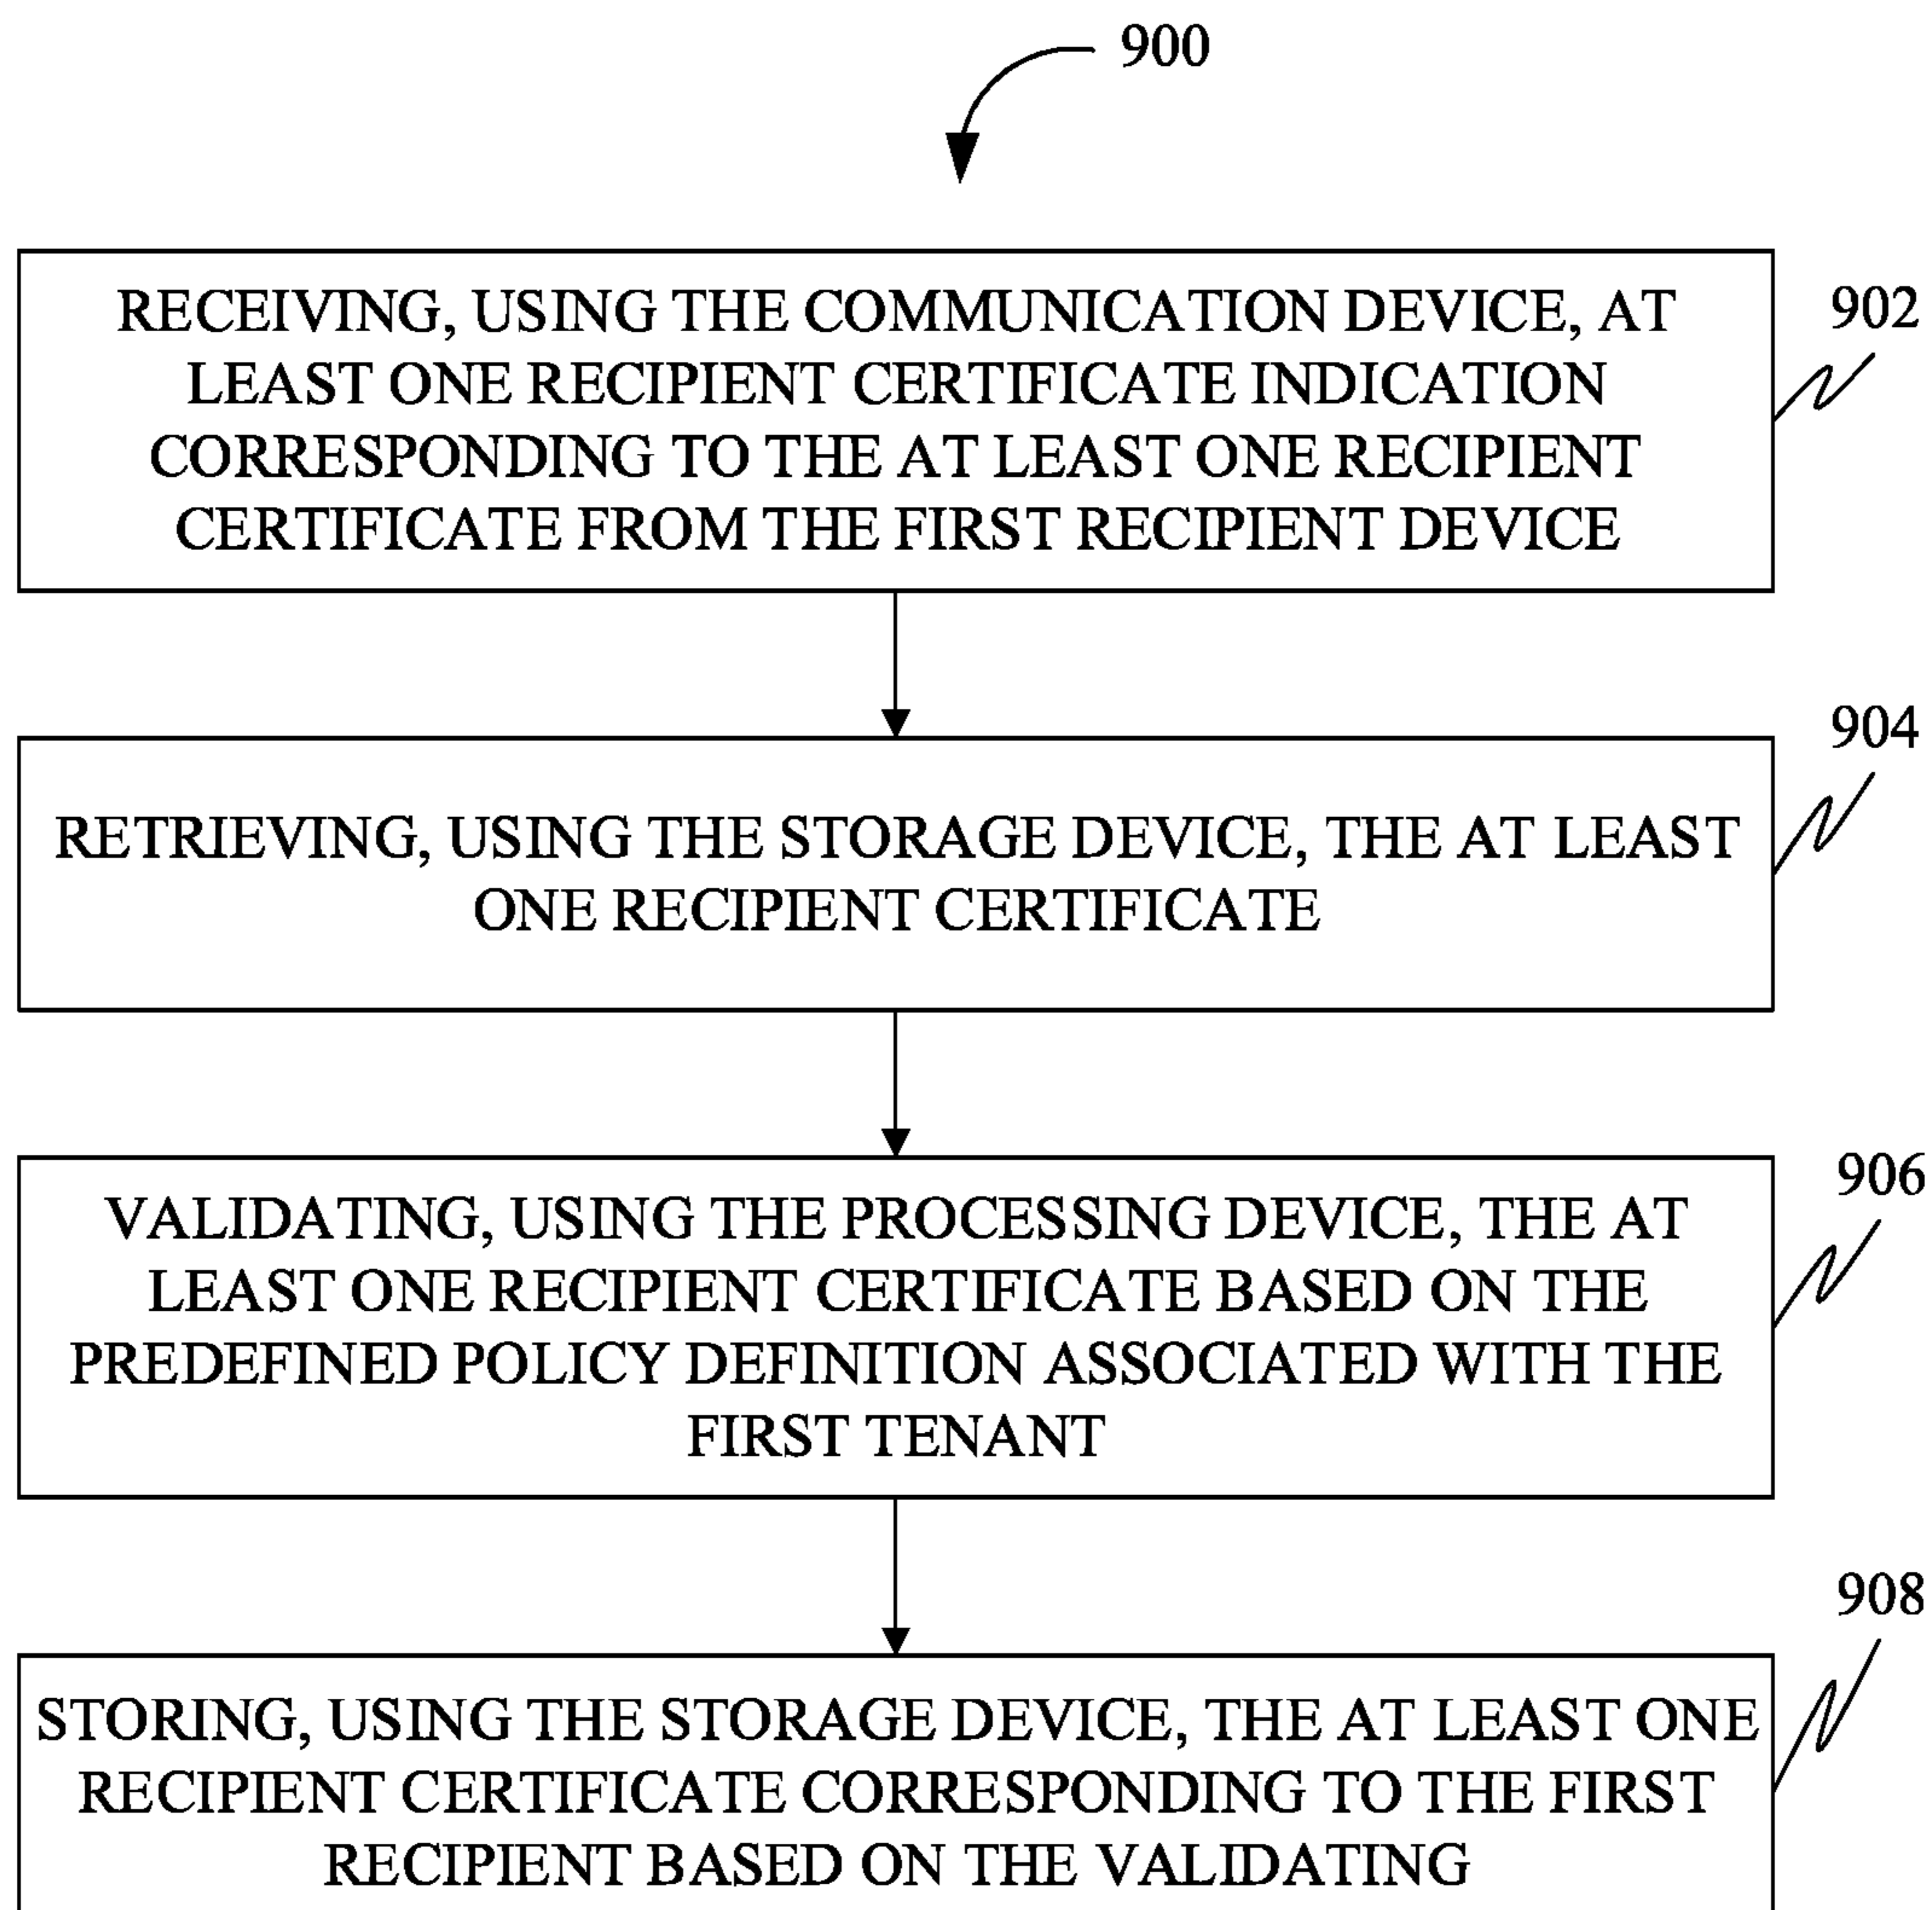 900
RECEIVING, USING THE COMMUNICATION DEVICE, AT
LEAST ONE RECIPIENT CERTIFICATE INDICATION
CORRESPONDING TO THE AT LEAST ONE RECIPIENT
CERTIFICATE FROM THE FIRST RECIPIENT DEVICE
902
RETRIEVING, USING THE STORAGE DEVICE, THE AT LEAST
ONE RECIPIENT CERTIFICATE
904
VALIDATING, USING THE PROCESSING DEVICE, THE AT
LEAST ONE RECIPIENT CERTIFICATE BASED ON THE
PREDEFINED POLICY DEFINITION ASSOCIATED WITH THE
FIRST TENANT
906
STORING, USING THE STORAGE DEVICE, THE AT LEAST ONE
RECIPIENT CERTIFICATE CORRESPONDING TO THE FIRST
RECIPIENT BASED ON THE VALIDATING
908